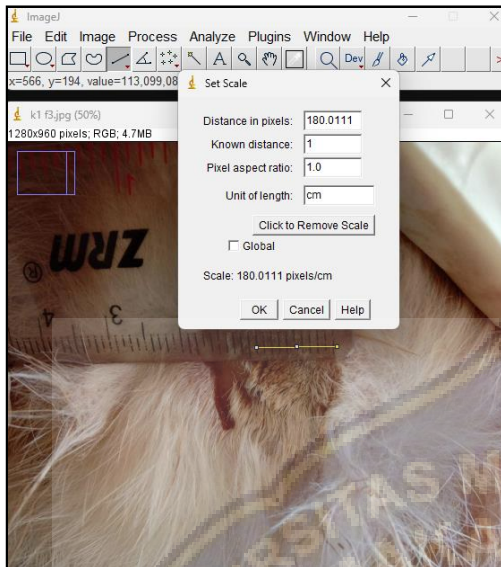 ImageJ
File Edit Image Process Analyze Plugins Window Help
A Dev
x=566, y=194, value=113,099,08
Set Scale
k1 f3.jpg (50%)
1280x960 pixels; RGB; 4.7MB
Distance in pixels: 180.0111
Known distance: 1
Pixel aspect ratio: 1.0
Unit of length: cm
Click to Remove Scale
Global
Scale: 180.0111 pixels/cm
OK Cancel Help
1
ZRM ®
4 3
SITAS M